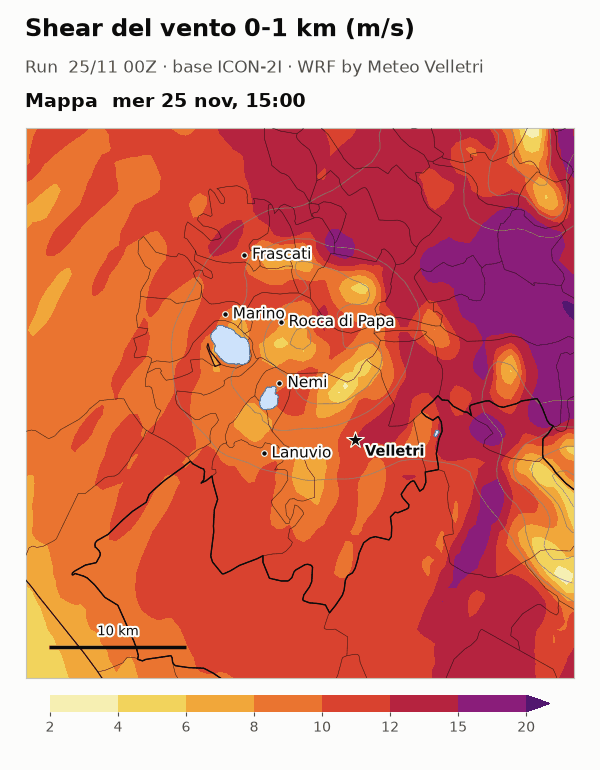 Shear del vento 0-1 km (m/s)
Run  25/11 00Z · base ICON-2I · WRF by Meteo Velletri
Mappa  mer 25 nov, 15:00
Frascati
Marino
Rocca di Papa
Nemi
Velletri
Lanuvio
10 km
2 4 6 8 10 12 15 20